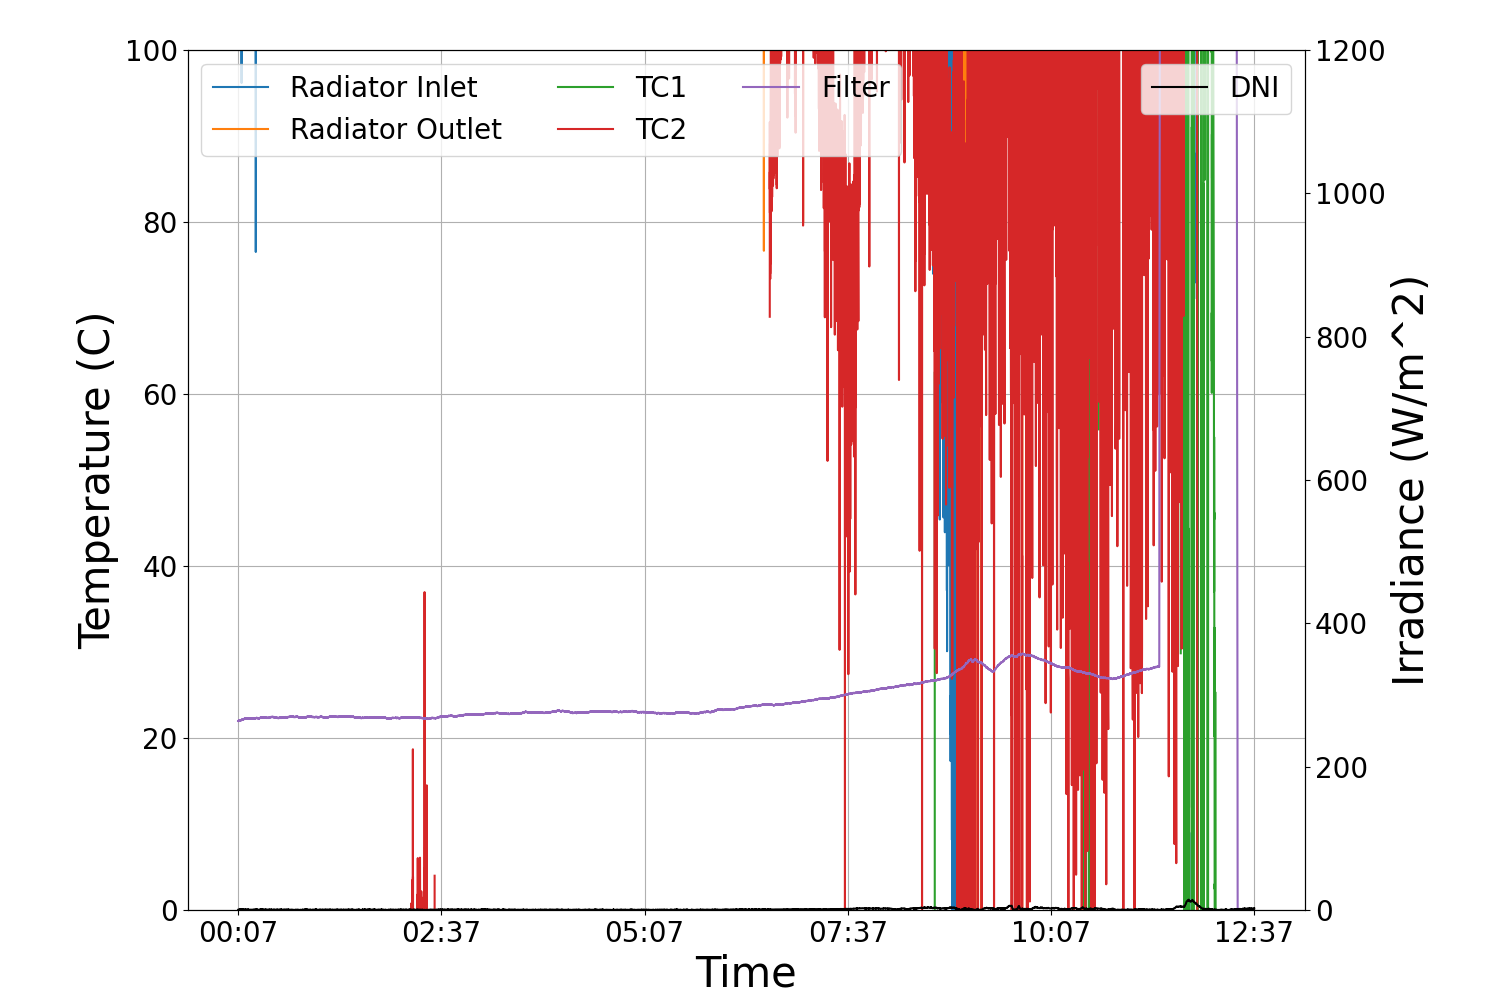 100
80
60
40
20
0
Temperature (C)
Radiator Inlet
Radiator Outlet
TC1
TC2
Filter
DNI
1200
1000
800
600
400
200
0
Irradiance (W/m^2)
00:07
02:37
05:07
07:37
10:07
12:37
Time